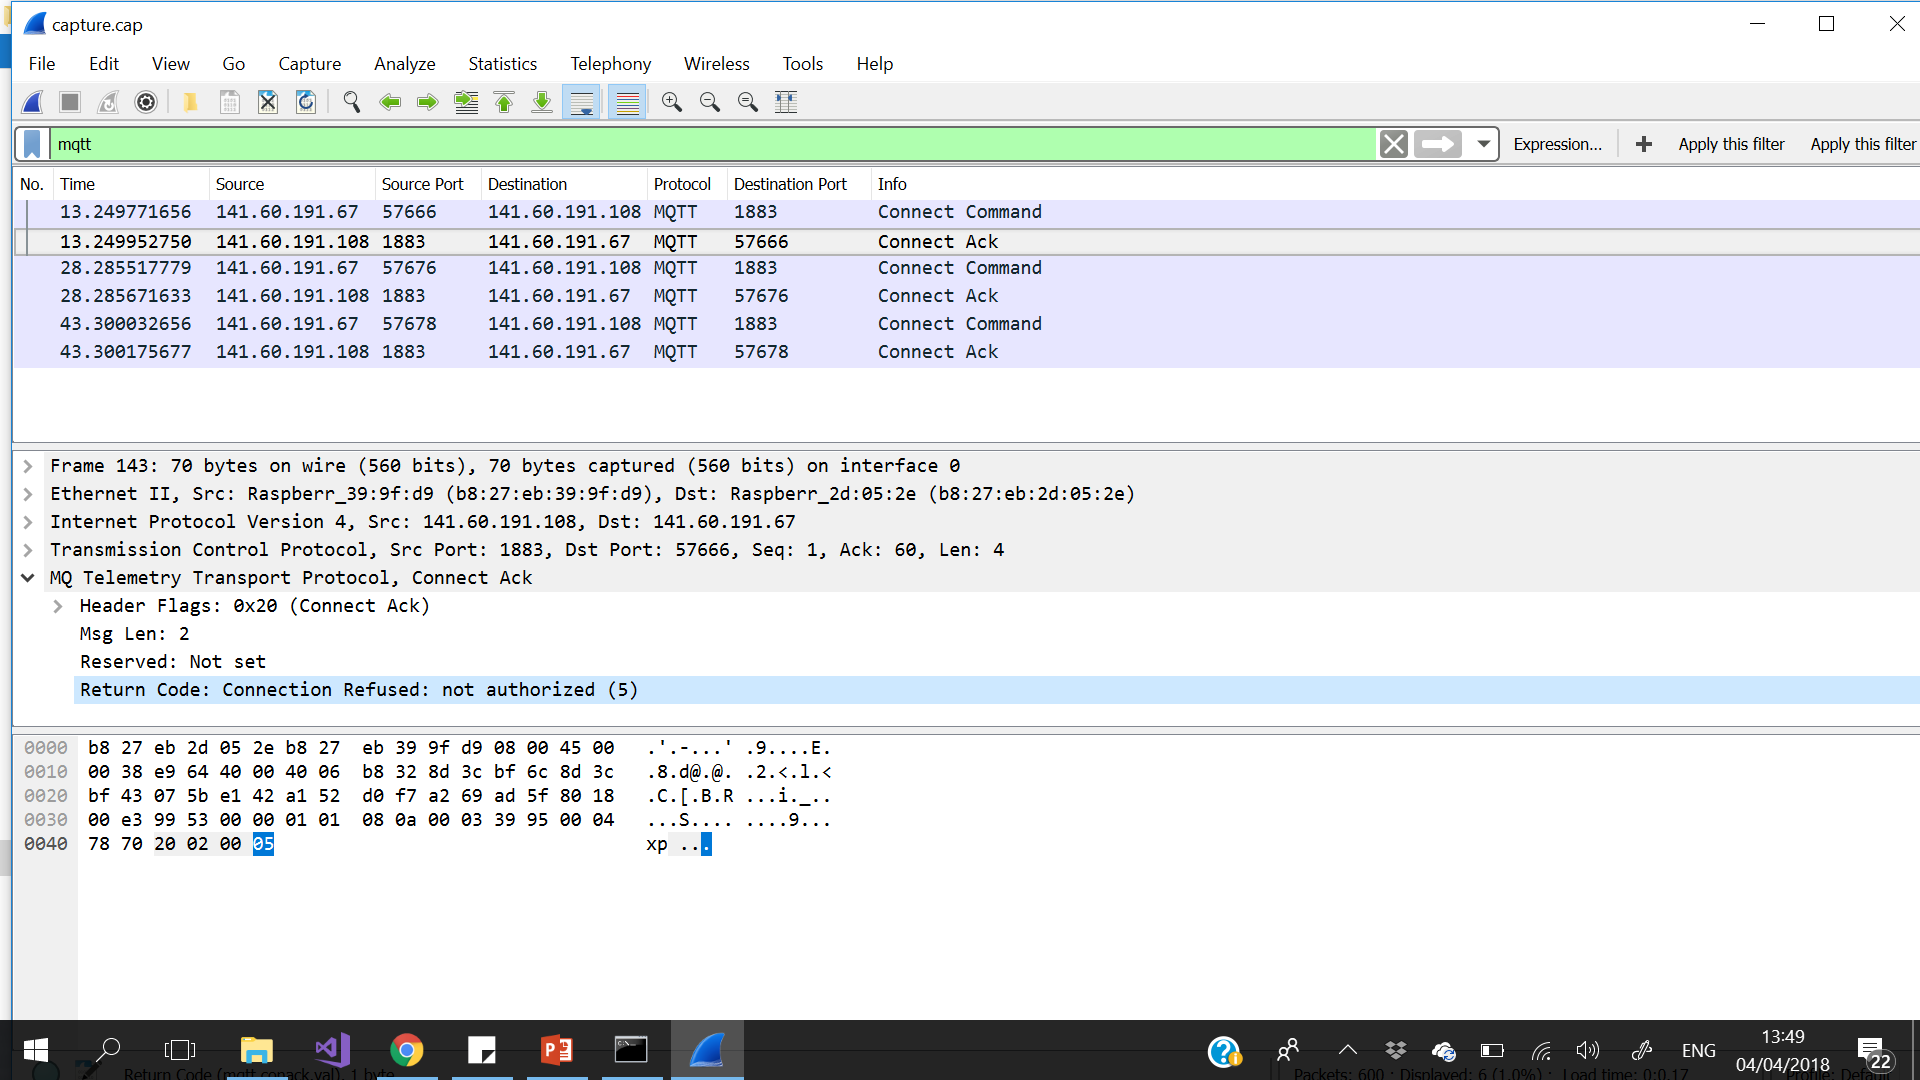 capture.cap
File Edit View Go Capture Analyze Statistics Telephony Wireless Tools Help
mqtt Expression... + Apply this filter Apply this filter
No. Time Source Source Port Destination Protocol Destination Port Info
13.249771656 141.60.191.67 57666 141.60.191.108 MQTT 1883 Connect Command
13.249952750 141.60.191.108 1883 141.60.191.67 MQTT 57666 Connect Ack
28.285517779 141.60.191.67 57676 141.60.191.108 MQTT 1883 Connect Command
28.285671633 141.60.191.108 1883 141.60.191.67 MQTT 57676 Connect Ack
43.300032656 141.60.191.67 57678 141.60.191.108 MQTT 1883 Connect Command
43.300175677 141.60.191.108 1883 141.60.191.67 MQTT 57678 Connect Ack
Frame 143: 70 bytes on wire (560 bits), 70 bytes captured (560 bits) on interface 0
Ethernet II, Src: Raspberr_39:9f:d9 (b8:27:eb:39:9f:d9), Dst: Raspberr_2d:05:2e (b8:27:eb:2d:05:2e)
Internet Protocol Version 4, Src: 141.60.191.108, Dst: 141.60.191.67
Transmission Control Protocol, Src Port: 1883, Dst Port: 57666, Seq: 1, Ack: 60, Len: 4
MQ Telemetry Transport Protocol, Connect Ack
Header Flags: 0x20 (Connect Ack)
Msg Len: 2
Reserved: Not set
Return Code: Connection Refused: not authorized (5)
0000 b8 27 eb 2d 05 2e b8 27 eb 39 9f d9 08 00 45 00 .'.-...' .9....E.
0010 00 38 e9 64 40 00 40 06 b8 32 8d 3c bf 6c 8d 3c .8.d@.@. .2.<.l.<
0020 bf 43 07 5b e1 42 a1 52 d0 f7 a2 69 ad 5f 80 18 .C.[.B.R ...i._..
0030 00 e3 99 53 00 00 01 01 08 0a 00 03 39 95 00 04 ...S.... ....9...
0040 78 70 20 02 00 05 xp ...
ENG
13:49
04/04/2018
22
Return Code (mqtt.conack.val), 1 byte
Packets: 600 · Displayed: 6 (1.0%) · Load time: 0:0.17 Profile: Default